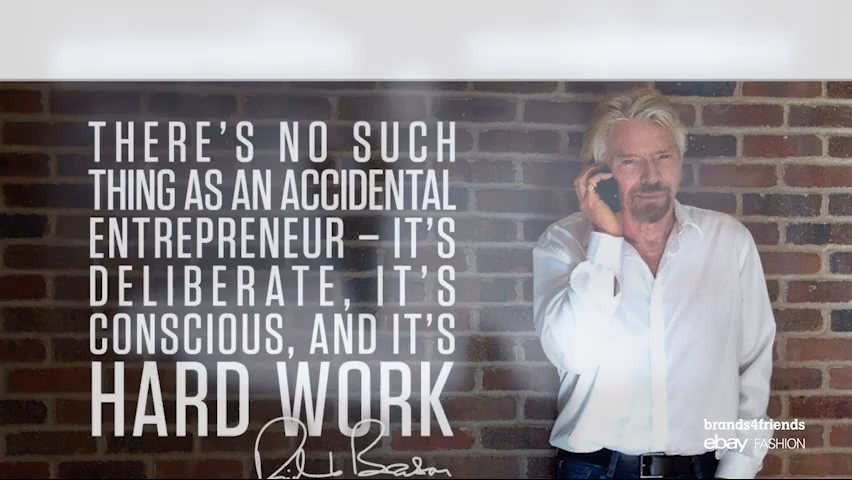 THERE'S NO SUCH
THING AS AN ACCIDENTAL
ENTREPRENEUR – IT'S
DELIBERATE, IT'S
CONSCIOUS, AND IT'S
HARD WORK
brands4friends
ebay FASHION